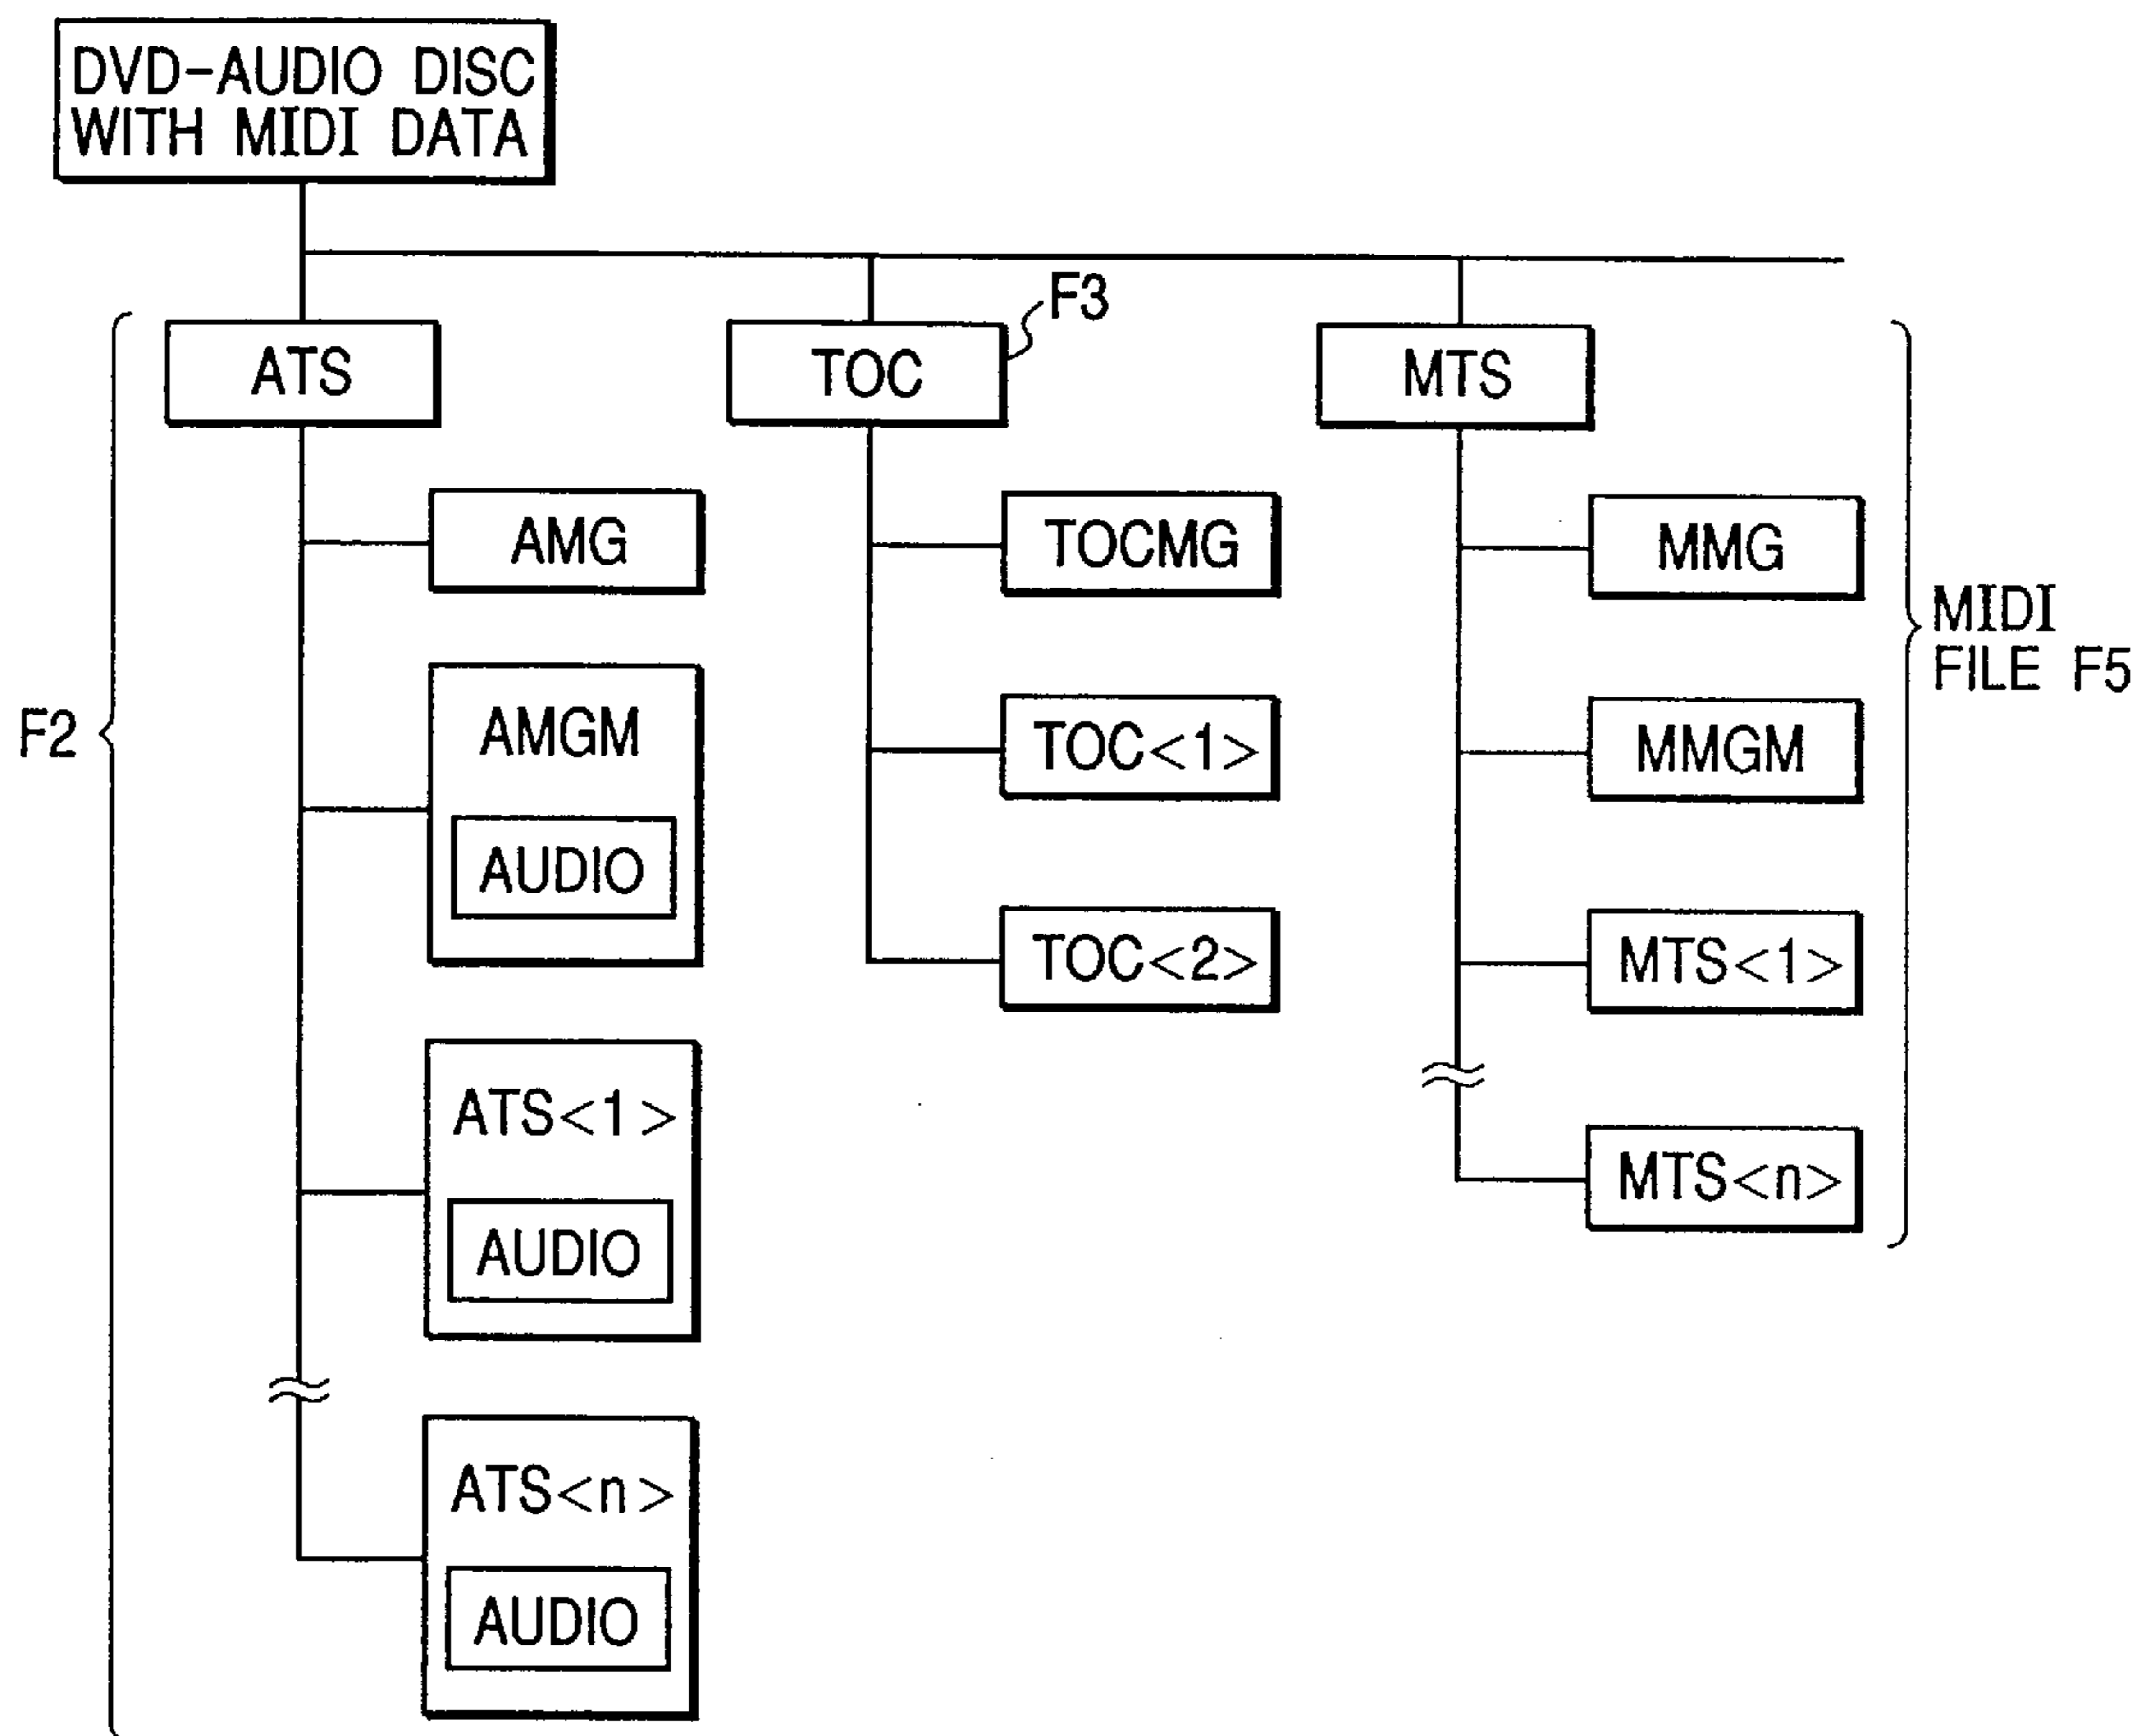 DVD-AUDIO DISC
WITH MIDI DATA
F3
ATS
TOC
MTS
AMG
TOCMG
MMG
MIDI
FILE F5
F2
AMGM
TOC<1>
MMGM
AUDIO
TOC<2>
MTS<1>
ATS<1>
MTS<n>
AUDIO
ATS<n>
AUDIO